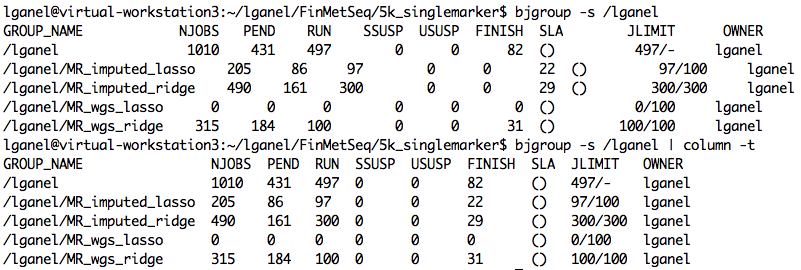 lganel@virtual-workstation3:~/lganel/FinMetSeq/5k_singlemarker$ bjgroup -s /lganel
GROUP_NAME NJOBS PEND RUN SSUSP USUSP FINISH SLA JLIMIT OWNER
/lganel 1010 431 497 0 0 82 () 497/- lganel
/lganel/MR_imputed_lasso 205 86 97 0 0 22 () 97/100 lganel
/lganel/MR_imputed_ridge 490 161 300 0 0 29 () 300/300 lganel
/lganel/MR_wgs_lasso 0 0 0 0 0 0 () 0/100 lganel
/lganel/MR_wgs_ridge 315 184 100 0 0 31 () 100/100 lganel
lganel@virtual-workstation3:~/lganel/FinMetSeq/5k_singlemarker$ bjgroup -s /lganel | column -t
GROUP_NAME NJOBS PEND RUN SSUSP USUSP FINISH SLA JLIMIT OWNER
/lganel 1010 431 497 0 0 82 () 497/- lganel
/lganel/MR_imputed_lasso 205 86 97 0 0 22 () 97/100 lganel
/lganel/MR_imputed_ridge 490 161 300 0 0 29 () 300/300 lganel
/lganel/MR_wgs_lasso 0 0 0 0 0 0 () 0/100 lganel
/lganel/MR_wgs_ridge 315 184 100 0 0 31 () 100/100 lganel